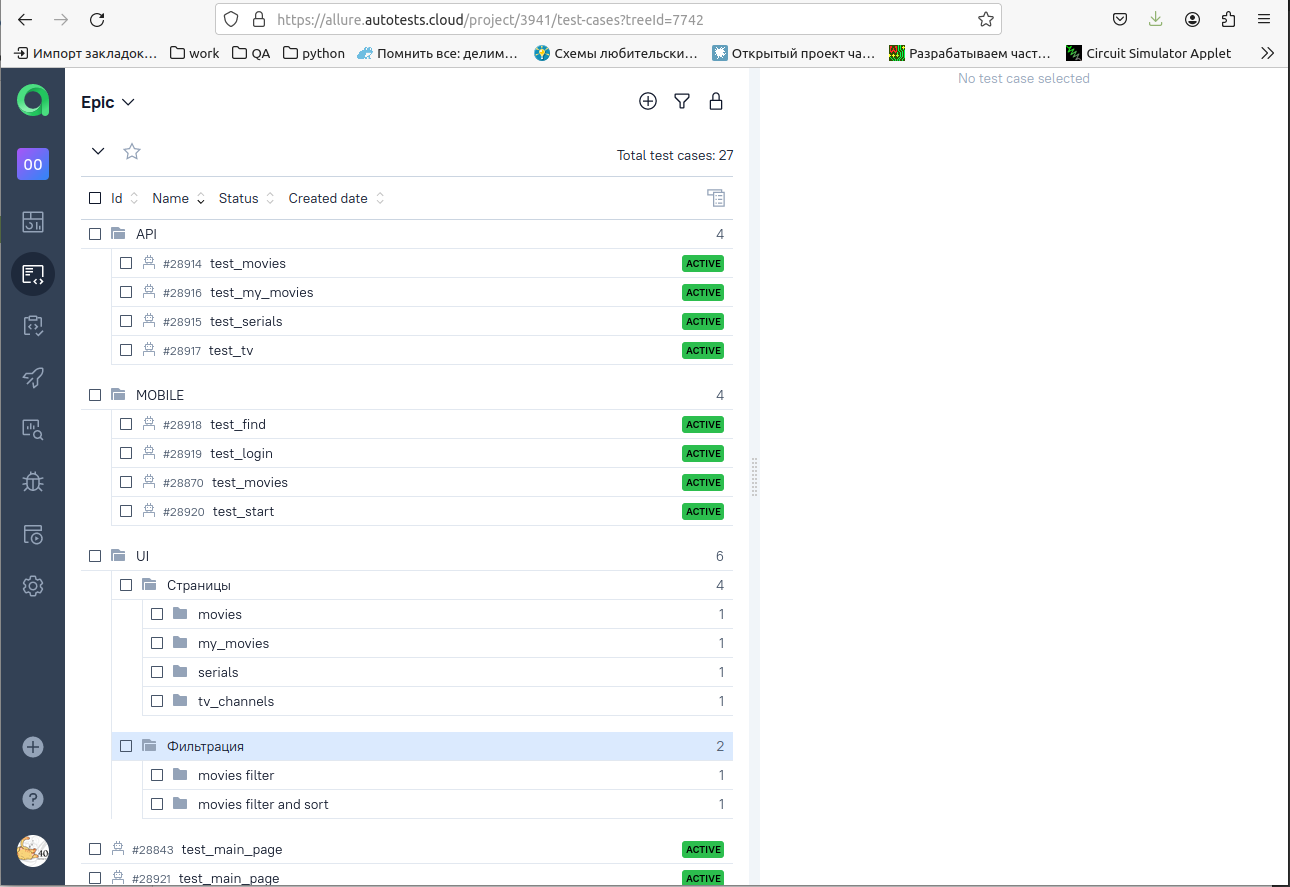 https://allure.autotests.cloud/project/3941/test-cases?treeId=7742
Импорт закладок… work QA python Помнить все: делим… Схемы любительски… Открытый проект ча… Разрабатываем част… Circuit Simulator Applet
No test case selected
Epic
OO
Total test cases: 27
Id Name Status Created date
API 4
#28914 test_movies ACTIVE
#28916 test_my_movies ACTIVE
#28915 test_serials ACTIVE
#28917 test_tv ACTIVE
MOBILE 4
#28918 test_find ACTIVE
#28919 test_login ACTIVE
#28870 test_movies ACTIVE
#28920 test_start ACTIVE
UI 6
Страницы 4
movies 1
my_movies 1
serials 1
tv_channels 1
Фильтрация 2
movies filter 1
movies filter and sort 1
#28843 test_main_page ACTIVE
#28921 test_main_page ACTIVE